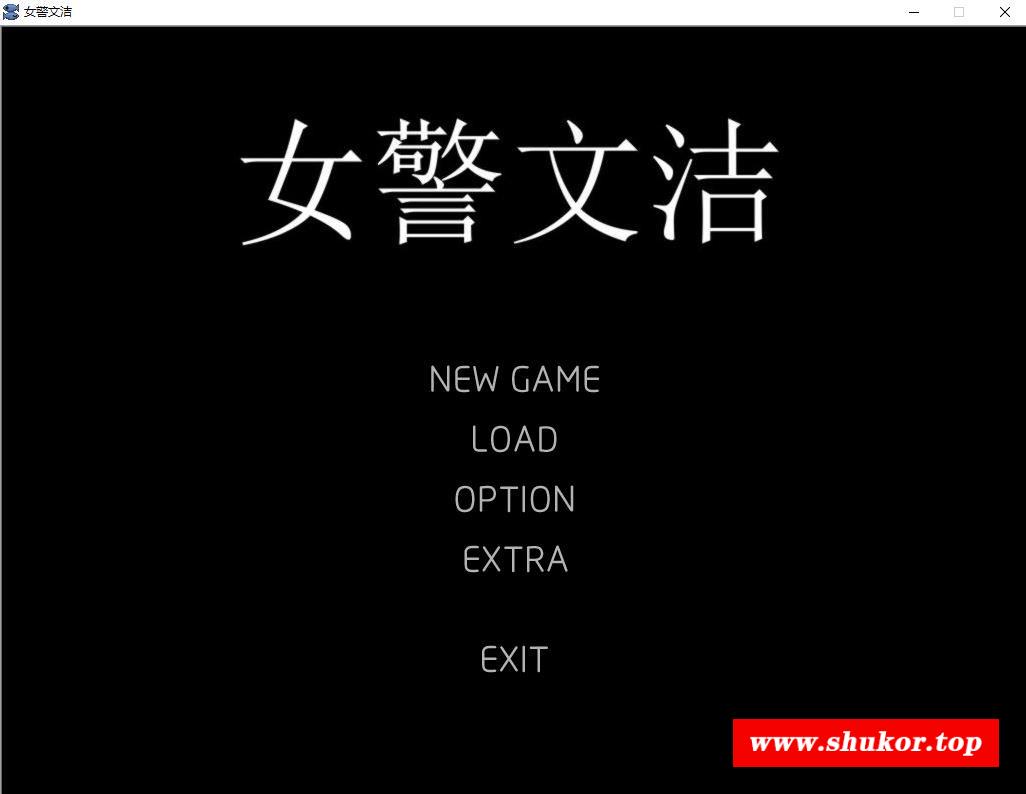 女警文洁
女警文洁
NEW GAME
LOAD
OPTION
EXTRA
EXIT
www.shukor.top